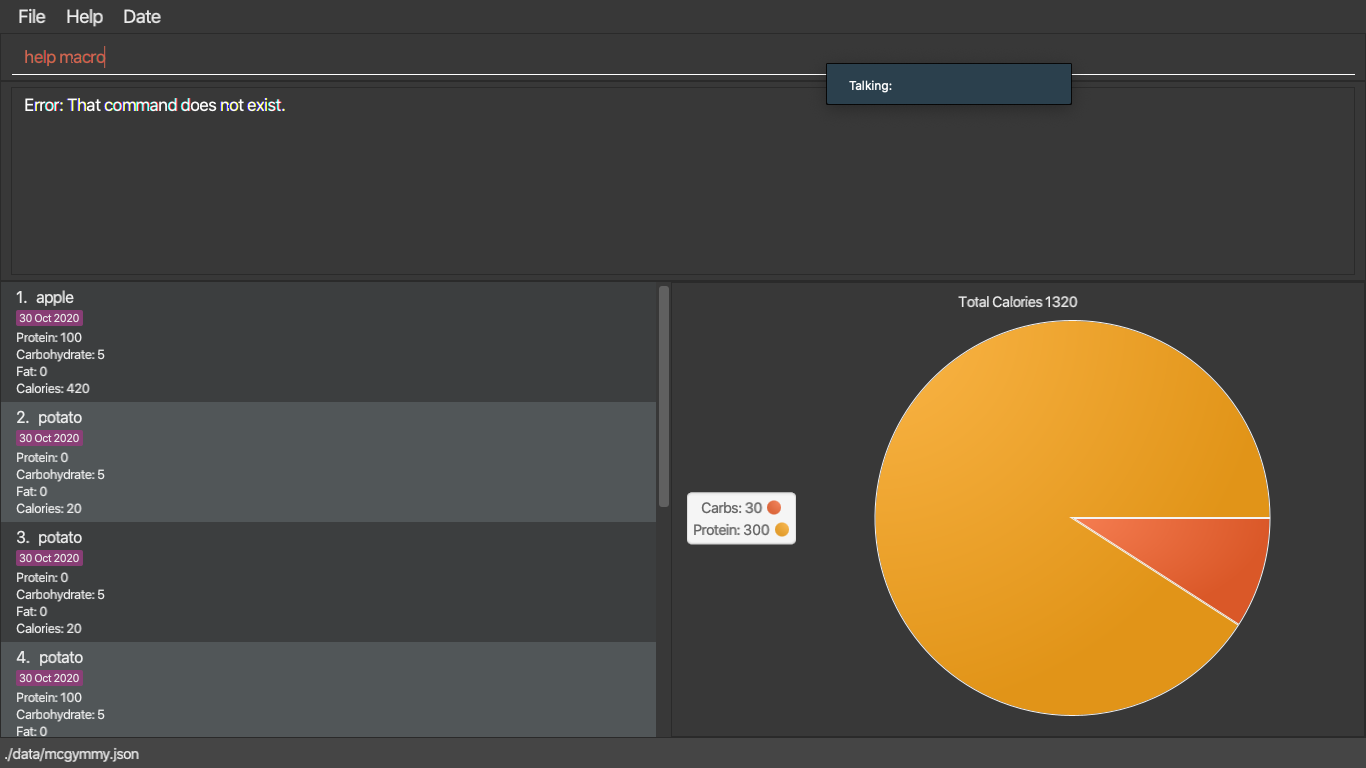 File Help Date
help macro
Talking:
Error: That command does not exist.
1. apple
30 Oct 2020
Protein: 100
Carbohydrate: 5
Fat: 0
Calories: 420
2. potato
30 Oct 2020
Protein: 0
Carbohydrate: 5
Fat: 0
Calories: 20
3. potato
30 Oct 2020
Protein: 0
Carbohydrate: 5
Fat: 0
Calories: 20
4. potato
30 Oct 2020
Protein: 100
Carbohydrate: 5
Fat: 0
Total Calories 1320
Carbs: 30
Protein: 300
./data/mcgymmy.json